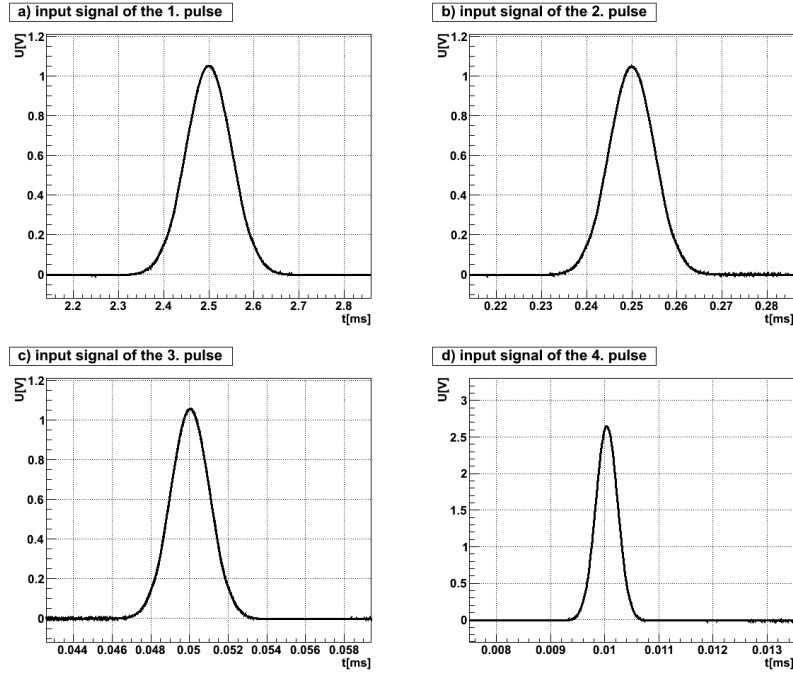 a) input signal of the 1. pulse
U[V]
1.2
1
0.8
0.6
0.4
0.2
0
2.2 2.3 2.4 2.5 2.6 2.7 2.8
t[ms]
b) input signal of the 2. pulse
U[V]
1.2
1
0.8
0.6
0.4
0.2
0
0.22 0.23 0.24 0.25 0.26 0.27 0.28
t[ms]
c) input signal of the 3. pulse
U[V]
1.2
1
0.8
0.6
0.4
0.2
0
0.044 0.046 0.048 0.05 0.052 0.054 0.056 0.058
t[ms]
d) input signal of the 4. pulse
U[V]
3
2.5
2
1.5
1
0.5
0
0.008 0.009 0.01 0.011 0.012 0.013
t[ms]